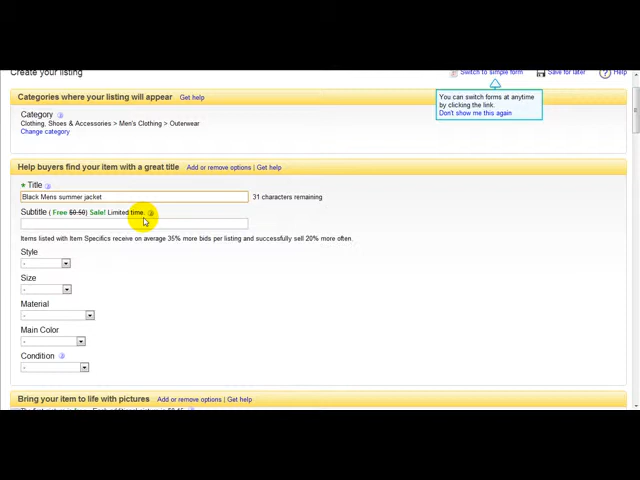 Create your listing
Switch to simple form
Save for later
Help
You can switch forms at anytime
by clicking the link.
Don't show me this again
Categories where your listing will appear Get help
Category
Clothing, Shoes & Accessories > Men's Clothing > Outerwear
Change category
Help buyers find your item with a great title Add or remove options | Get help
* Title
Black Mens summer jacket
31 characters remaining
Subtitle ( Free $0.50) Sale! Limited time.
Items listed with Item Specifics receive on average 35% more bids per listing and successfully sell 20% more often.
Style
-
Size
-
Material
-
Main Color
-
Condition
-
Bring your item to life with pictures Add or remove options | Get help